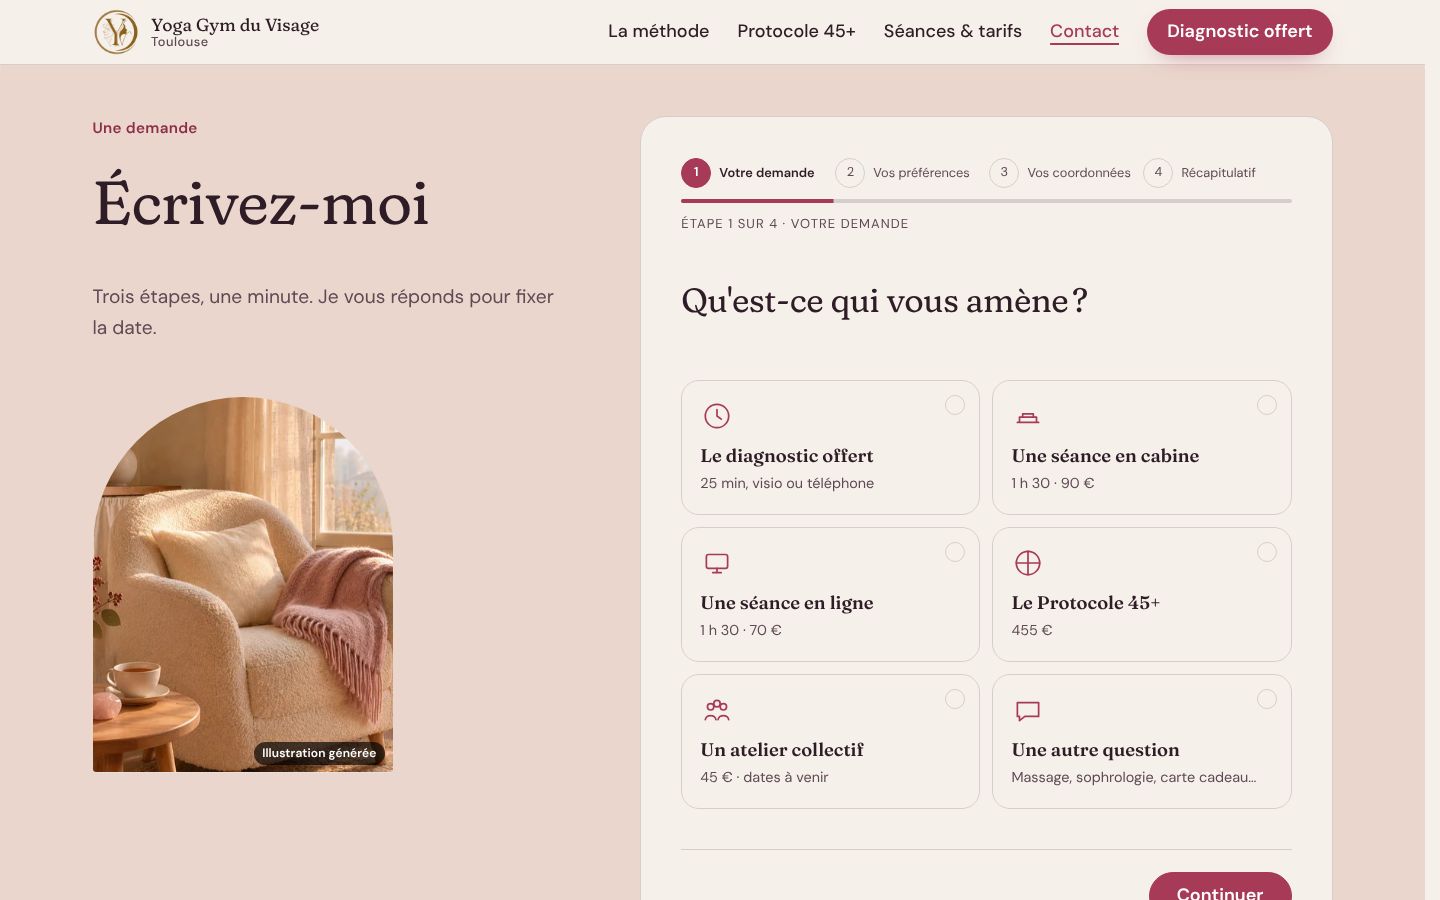 Yoga Gym du Visage
Toulouse
La méthode
Protocole 45+
Séances & tarifs
Contact
Diagnostic offert
Une demande
Écrivez-moi
Trois étapes, une minute. Je vous réponds pour fixer
la date.
Illustration générée
1 Votre demande
2 Vos préférences
3 Vos coordonnées
4 Récapitulatif
ÉTAPE 1 SUR 4 · VOTRE DEMANDE
Qu'est-ce qui vous amène ?
Le diagnostic offert
25 min, visio ou téléphone
Une séance en cabine
1 h 30 · 90 €
Une séance en ligne
1 h 30 · 70 €
Le Protocole 45+
455 €
Un atelier collectif
45 € · dates à venir
Une autre question
Massage, sophrologie, carte cadeau…
Continuer